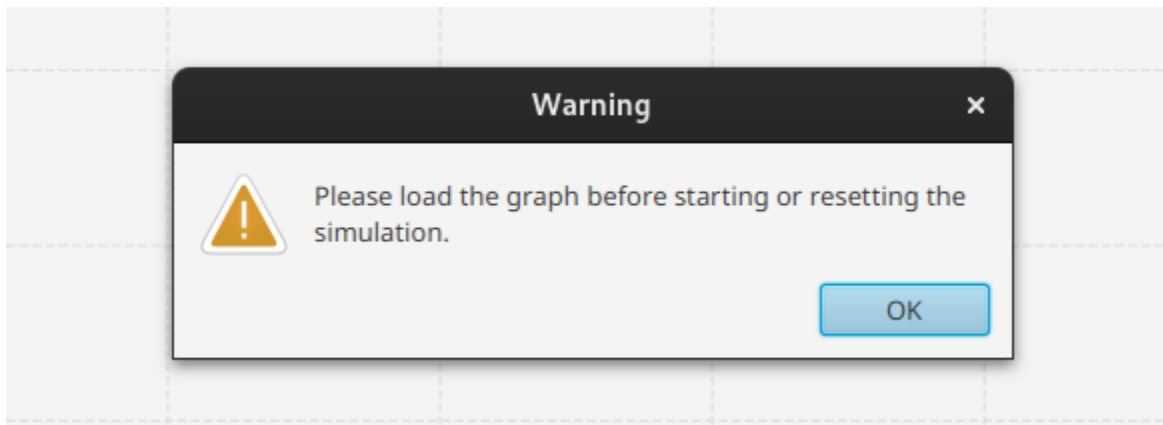 Warning
Please load the graph before starting or resetting the
simulation.
OK